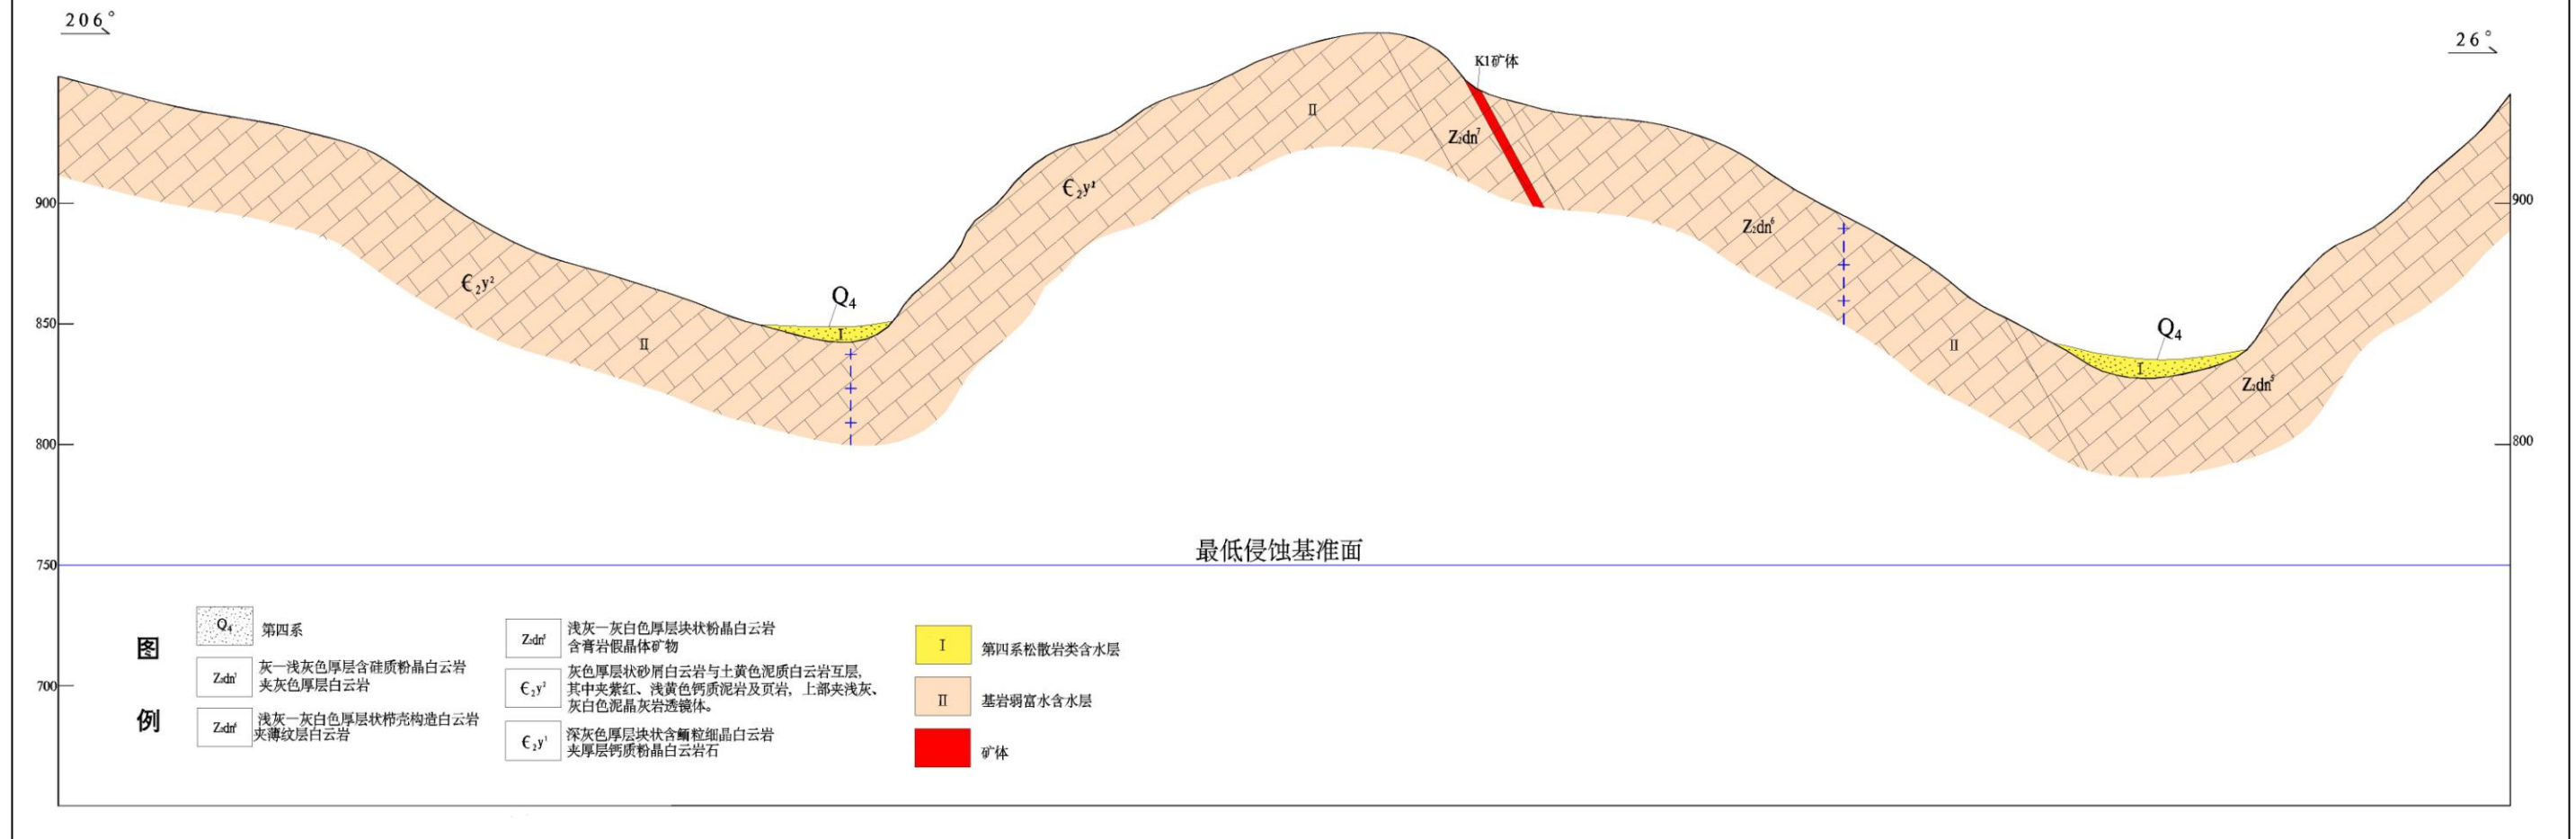 206°
26°
K1矿体
II
Z₂dn⁷
Є₂y¹
900
900
Z₂dn⁶
Є₂y²
Q₄
850
I
II
II
Q₄
I
Z₂dn⁵
800
800
最低侵蚀基准面
750
700
图
例
Q₄
第四系
Z₂dn⁷
灰—浅灰色厚层含硅质粉晶白云岩
夹灰色厚层白云岩
Z₂dn⁶
浅灰—灰白色厚层状栉壳构造白云岩
夹薄纹层白云岩
Z₂dn⁵
浅灰—灰白色厚层块状粉晶白云岩
含膏岩假晶体矿物
Є₂y²
灰色厚层状砂屑白云岩与土黄色泥质白云岩互层，
其中夹紫红、浅黄色钙质泥岩及页岩，上部夹浅灰、
灰白色泥晶灰岩透镜体。
Є₂y¹
深灰色厚层块状含鲕粒细晶白云岩
夹厚层钙质粉晶白云岩石
I
第四系松散岩类含水层
II
基岩弱富水含水层
矿体